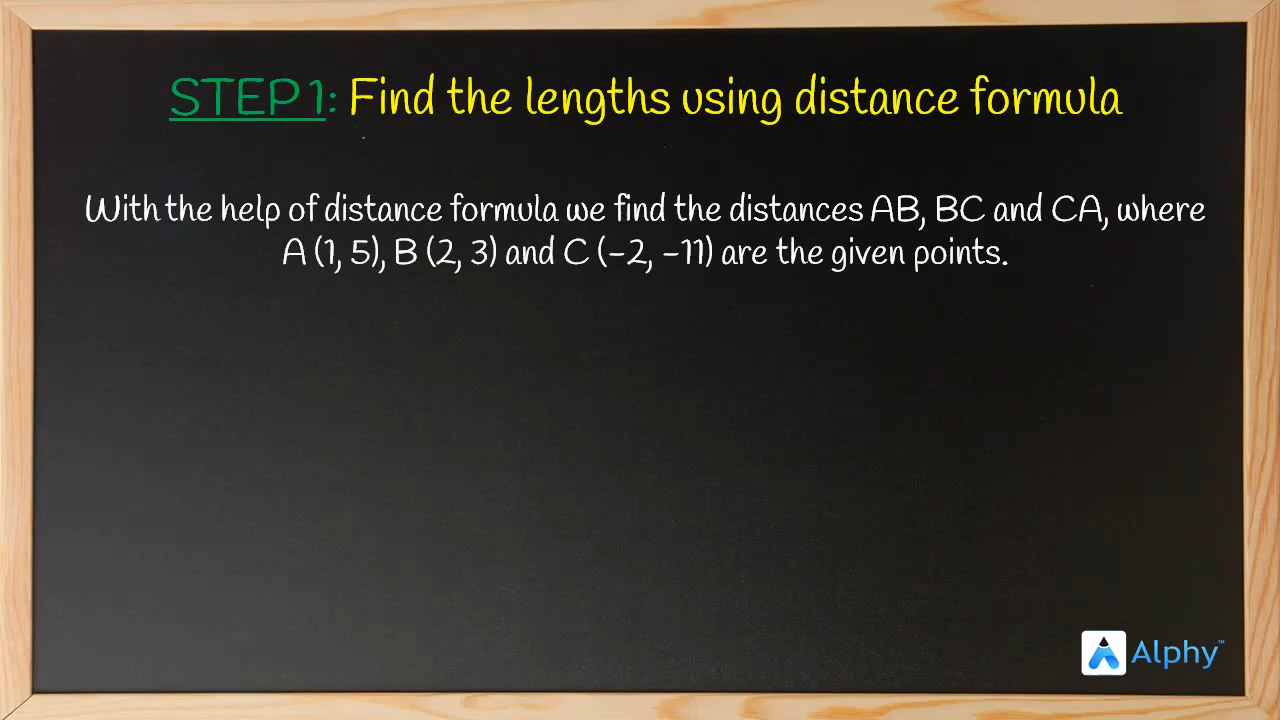 STEP 1: Find the lengths using distance formula
With the help of distance formula we find the distances AB, BC and CA, where
A (1, 5), B (2, 3) and C (-2, -11) are the given points.
Alphy™